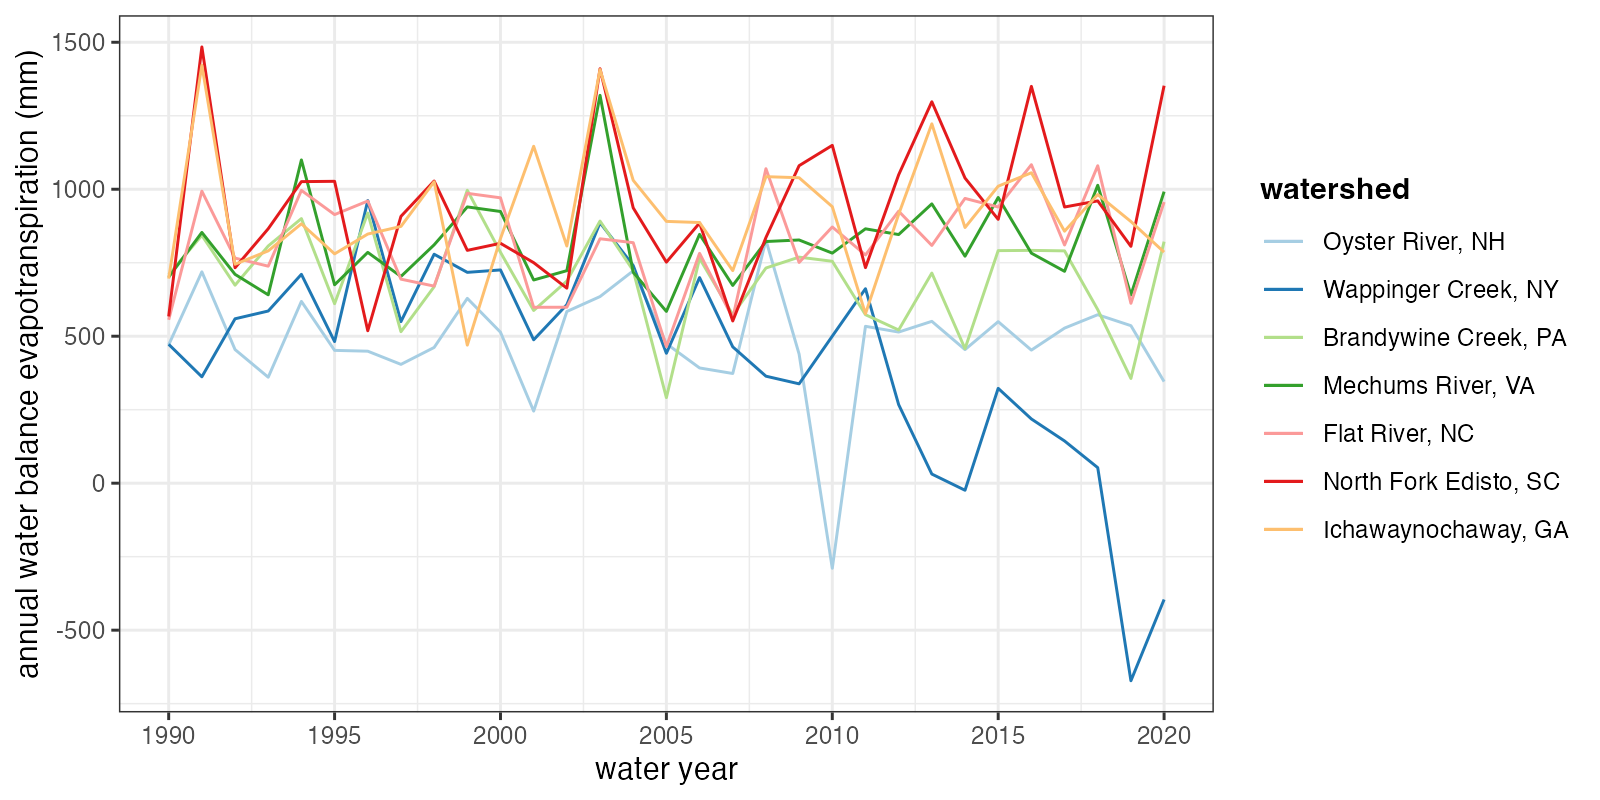 1500
1000
500
0
-500
annual water balance evapotranspiration (mm)
1990 1995 2000 2005 2010 2015 2020
water year
watershed
Oyster River, NH
Wappinger Creek, NY
Brandywine Creek, PA
Mechums River, VA
Flat River, NC
North Fork Edisto, SC
Ichawaynochaway, GA